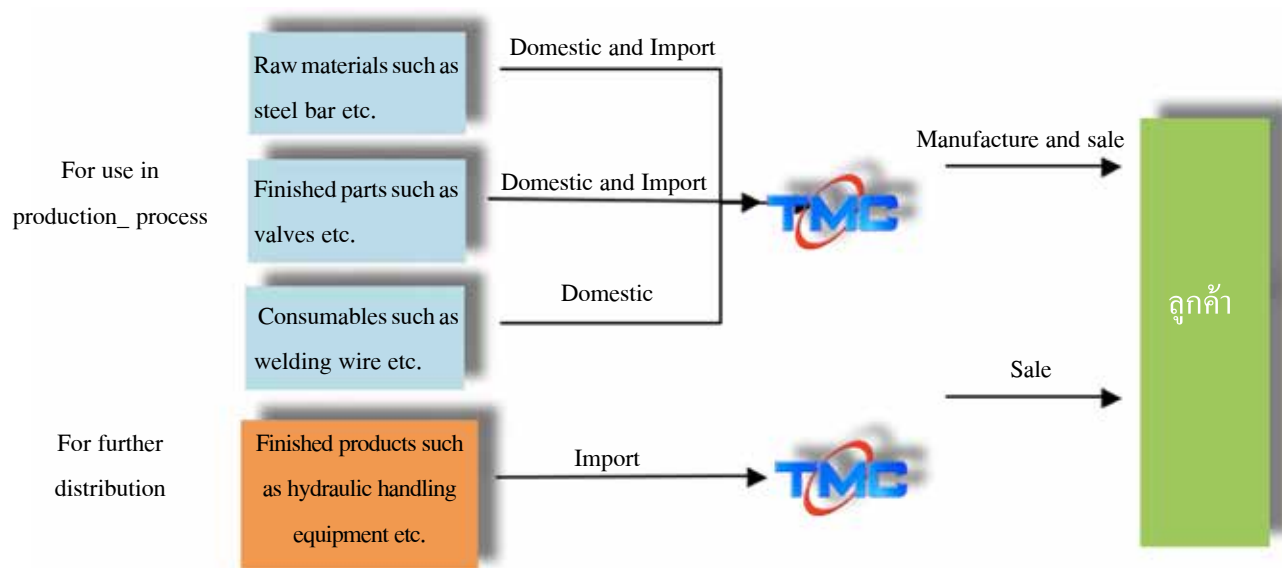 Domestic and Import
Raw materials such as
steel bar etc.
Manufacture and sale
For use in
production_ process
Finished parts such as
valves etc.
Domestic and Import
TMC
Domestic
Consumables such as
welding wire etc.
ลูกค้า
Sale
For further
distribution
Finished products such
as hydraulic handling
equipment etc.
Import
TMC